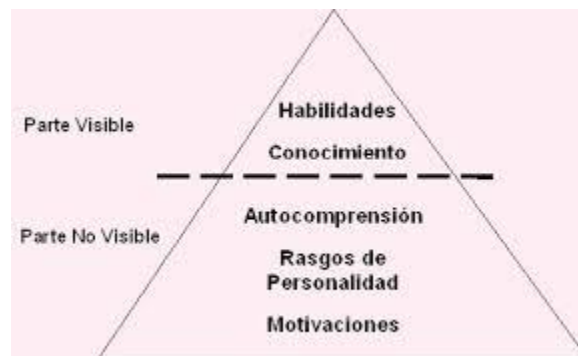 Habilidades
Parte Visible
Conocimiento
Autocomprensión
Parte No Visible
Rasgos de
Personalidad
Motivaciones